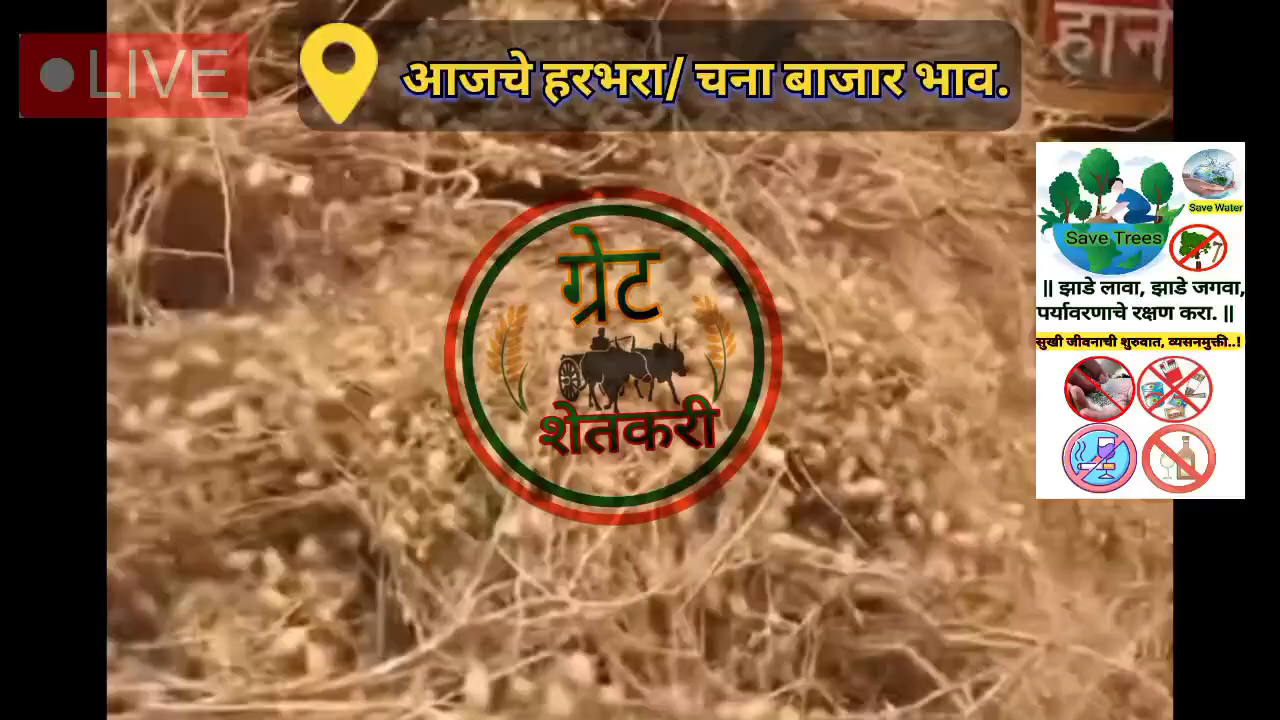 LIVE
आजचे हरभरा/ चना बाजार भाव.
हान
Save Water
Save Trees
|| झाडे लावा, झाडे जगवा,
पर्यावरणाचे रक्षण करा. ||
सुखी जीवनाची शुरुवात, व्यसनमुक्ती..!
ग्रेट
शेतकरी